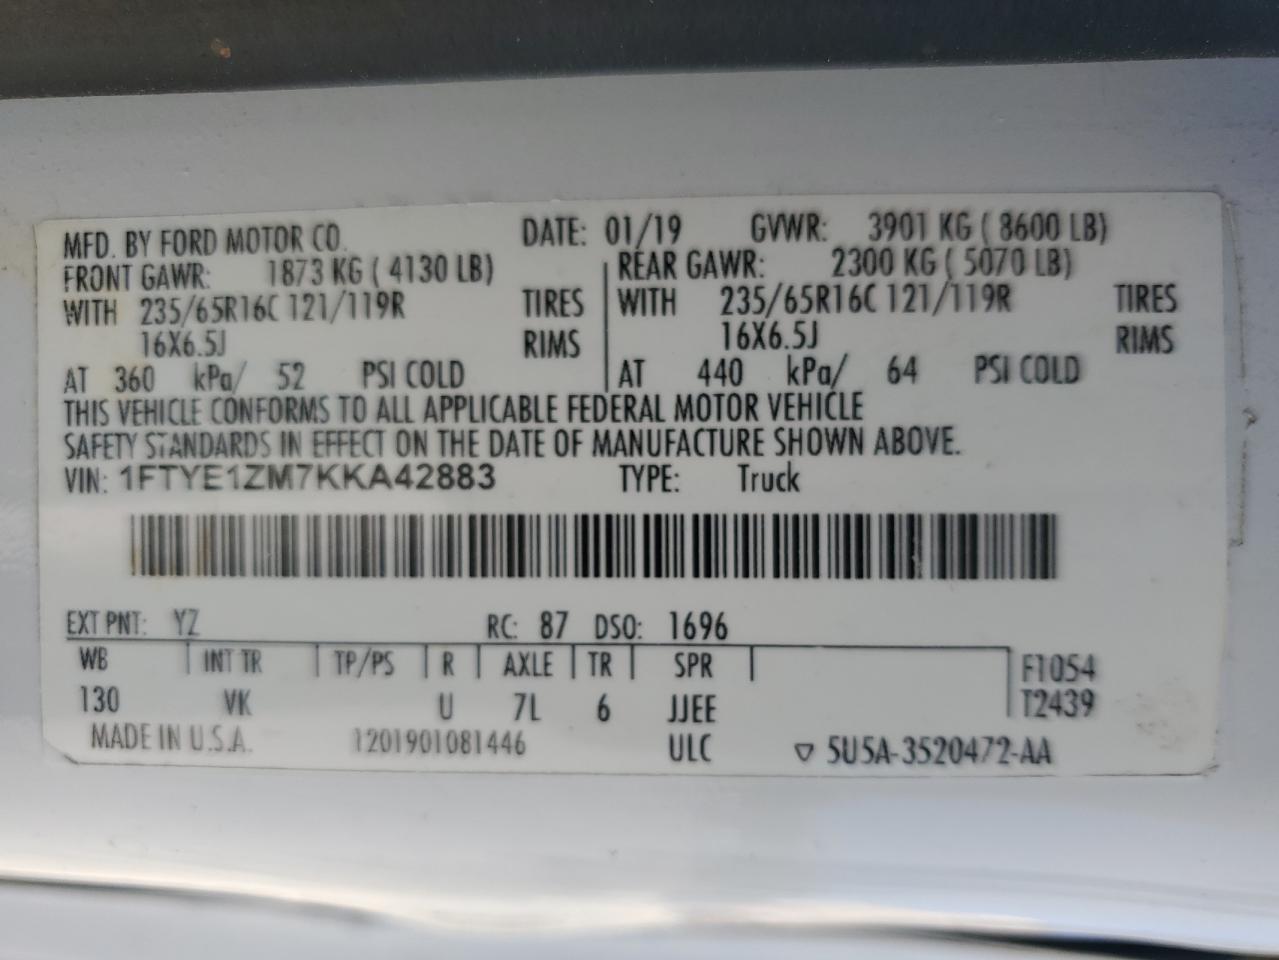 MFD. BY FORD MOTOR CO. DATE: 01/19 GVWR: 3901 KG ( 8600 LB)
FRONT GAWR: 1873 KG ( 4130 LB) REAR GAWR: 2300 KG ( 5070 LB)
WITH 235/65R16C 121/119R TIRES WITH 235/65R16C 121/119R TIRES
16X6.5J RIMS 16X6.5J RIMS
AT 360 kPa/ 52 PSI COLD AT 440 kPa/ 64 PSI COLD
THIS VEHICLE CONFORMS TO ALL APPLICABLE FEDERAL MOTOR VEHICLE
SAFETY STANDARDS IN EFFECT ON THE DATE OF MANUFACTURE SHOWN ABOVE.
VIN: 1FTYE1ZM7KKA42883 TYPE: Truck
EXT PNT: YZ RC: 87 DSO: 1696
WB INT TR TP/PS R AXLE TR SPR F1054
130 VK U 7L 6 JJEE T2439
MADE IN U.S.A. 1201901081446 ULC ▽ 5U5A-3520472-AA